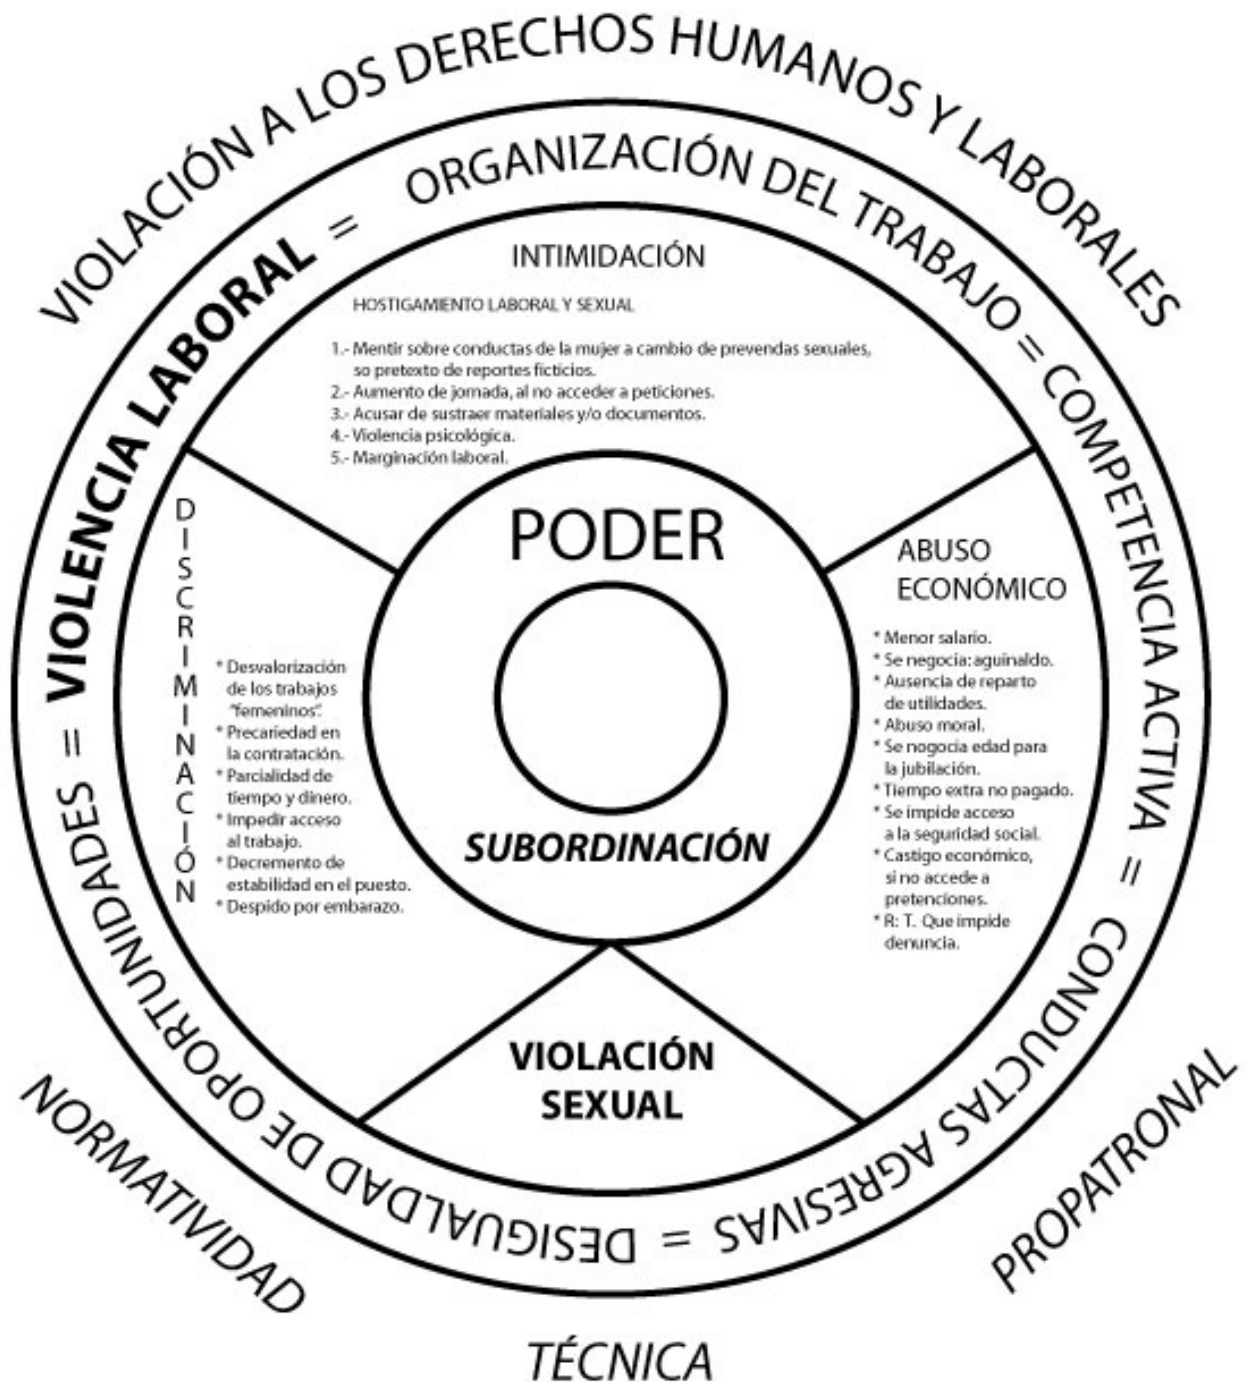 VIOLACIÓN A LOS DERECHOS HUMANOS Y LABORALES
VIOLENCIA LABORAL = ORGANIZACIÓN DEL TRABAJO = COMPETENCIA ACTIVA = CONDUCTAS AGRESIVAS = DESIGUALDAD DE OPORTUNIDADES =
INTIMIDACIÓN
HOSTIGAMIENTO LABORAL Y SEXUAL
1.- Mentir sobre conductas de la mujer a cambio de prevendas sexuales,
so pretexto de reportes ficticios.
2.- Aumento de jornada, al no acceder a peticiones.
3.- Acusar de sustraer materiales y/o documentos.
4.- Violencia psicológica.
5.- Marginación laboral.
DISCRIMINACIÓN
* Desvalorización
de los trabajos
"femeninos".
* Precariedad en
la contratación.
* Parcialidad de
tiempo y dinero.
* Impedir acceso
al trabajo.
* Decremento de
estabilidad en el puesto.
* Despido por embarazo.
PODER
SUBORDINACIÓN
ABUSO
ECONÓMICO
* Menor salario.
* Se negocia: aguinaldo.
* Ausencia de reparto
de utilidades.
* Abuso moral.
* Se nogocia edad para
la jubilación.
* Tiempo extra no pagado.
* Se impide acceso
a la seguridad social.
* Castigo económico,
si no accede a
pretenciones.
* R: T. Que impide
denuncia.
VIOLACIÓN
SEXUAL
NORMATIVIDAD
TÉCNICA
PROPATRONAL